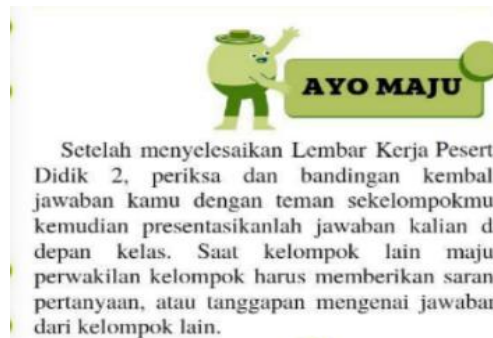 AYO MAJU
Setelah menyelesaikan Lembar Kerja Pesert
Didik 2, periksa dan bandingan kembal
jawaban kamu dengan teman sekelompokmu
kemudian presentasikanlah jawaban kalian d
depan kelas. Saat kelompok lain maju
perwakilan kelompok harus memberikan saran
pertanyaan, atau tanggapan mengenai jawaban
dari kelompok lain.